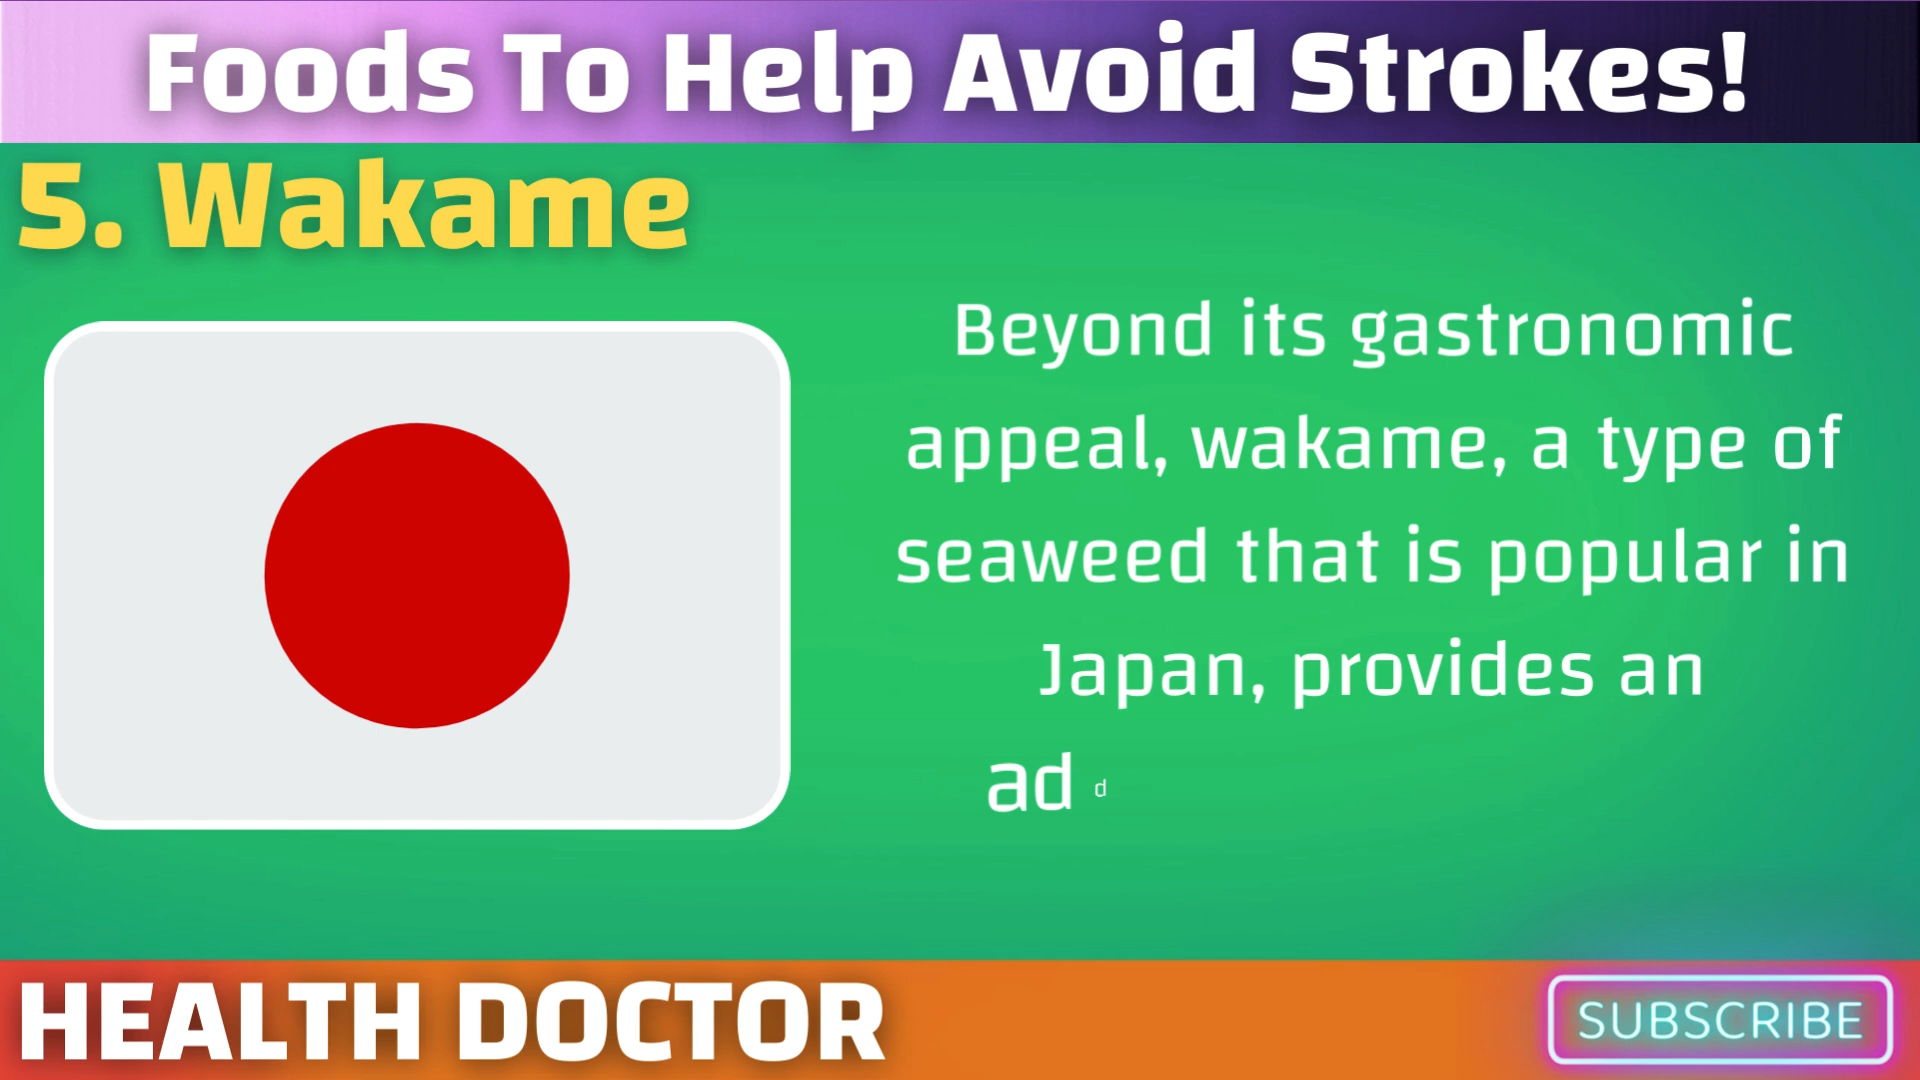 Foods To Help Avoid Strokes!
5. Wakame
Beyond its gastronomic
appeal, wakame, a type of
seaweed that is popular in
Japan, provides an
ad d
HEALTH DOCTOR
SUBSCRIBE